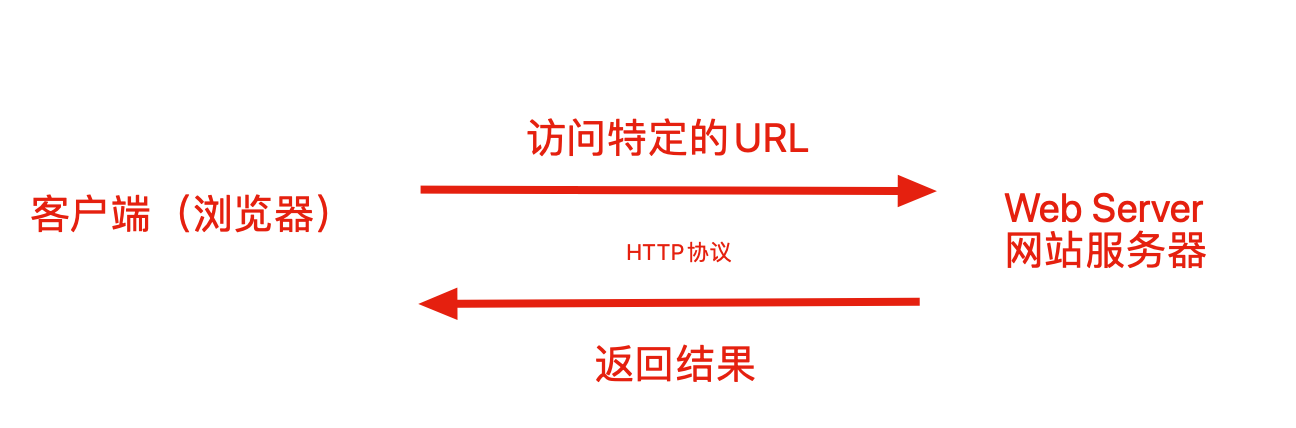 访问特定的URL
客户端（浏览器）
Web Server
网站服务器
HTTP协议
返回结果